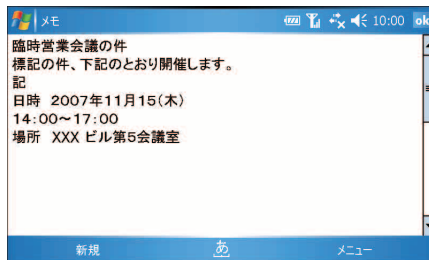 メモ 10:00 ok
臨時営業会議の件
標記の件、下記のとおり開催します。
記
日時 2007年11月15(木)
14:00～17:00
場所 XXX ビル第5会議室
新規 あ メニュー